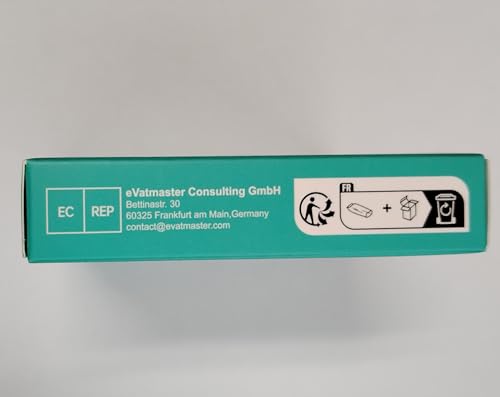 EC REP
eVatmaster Consulting GmbH
Bettinastr. 30
60325 Frankfurt am Main,Germany
contact@evatmaster.com
FR
+